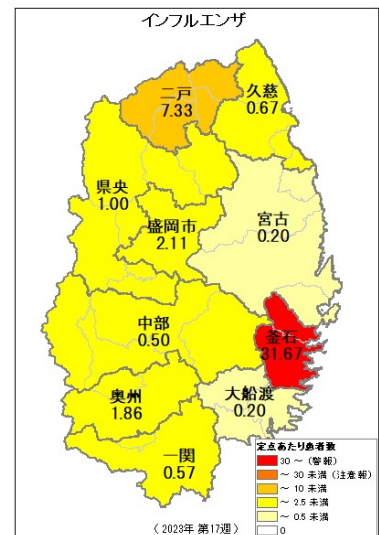 インフルエンザ
二戸
7.33
久慈
0.67
県央
1.00
盛岡市
2.11
宮古
0.20
中部
0.50
釜石
31.67
奥州
1.86
大船渡
0.20
一関
0.57
定点あたり患者数
30 ～ (警報)
～ 30 未満 (注意報)
～ 10 未満
～ 2.5 未満
～ 0.5 未満
0
( 2023年 第17週 )